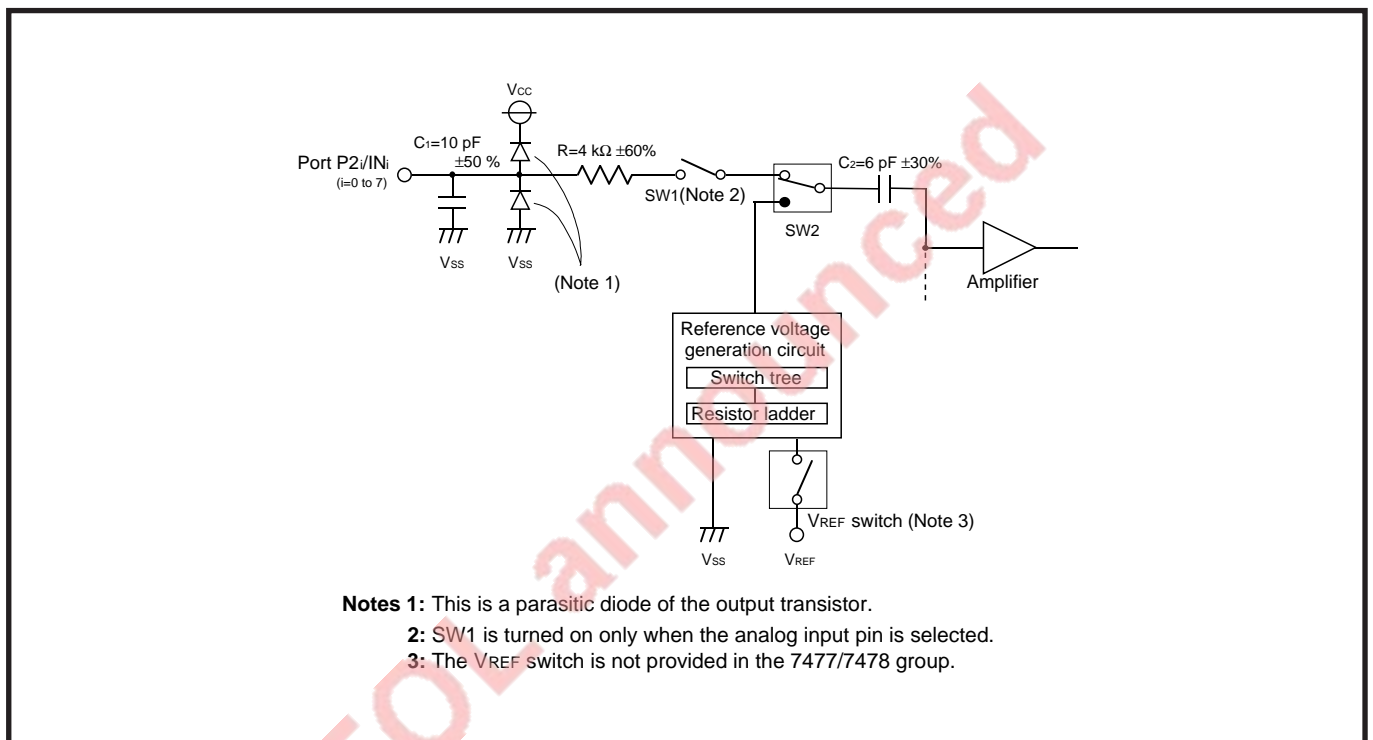 Vcc
C1=10 pF
±50 %
R=4 kΩ ±60%
C2=6 pF ±30%
Port P2i/INi
(i=0 to 7)
SW1(Note 2)
SW2
Vss
Vss
(Note 1)
Amplifier
Reference voltage
generation circuit
Switch tree
Resistor ladder
VREF switch (Note 3)
Vss
VREF
Notes 1: This is a parasitic diode of the output transistor.
2: SW1 is turned on only when the analog input pin is selected.
3: The VREF switch is not provided in the 7477/7478 group.
EOL announced